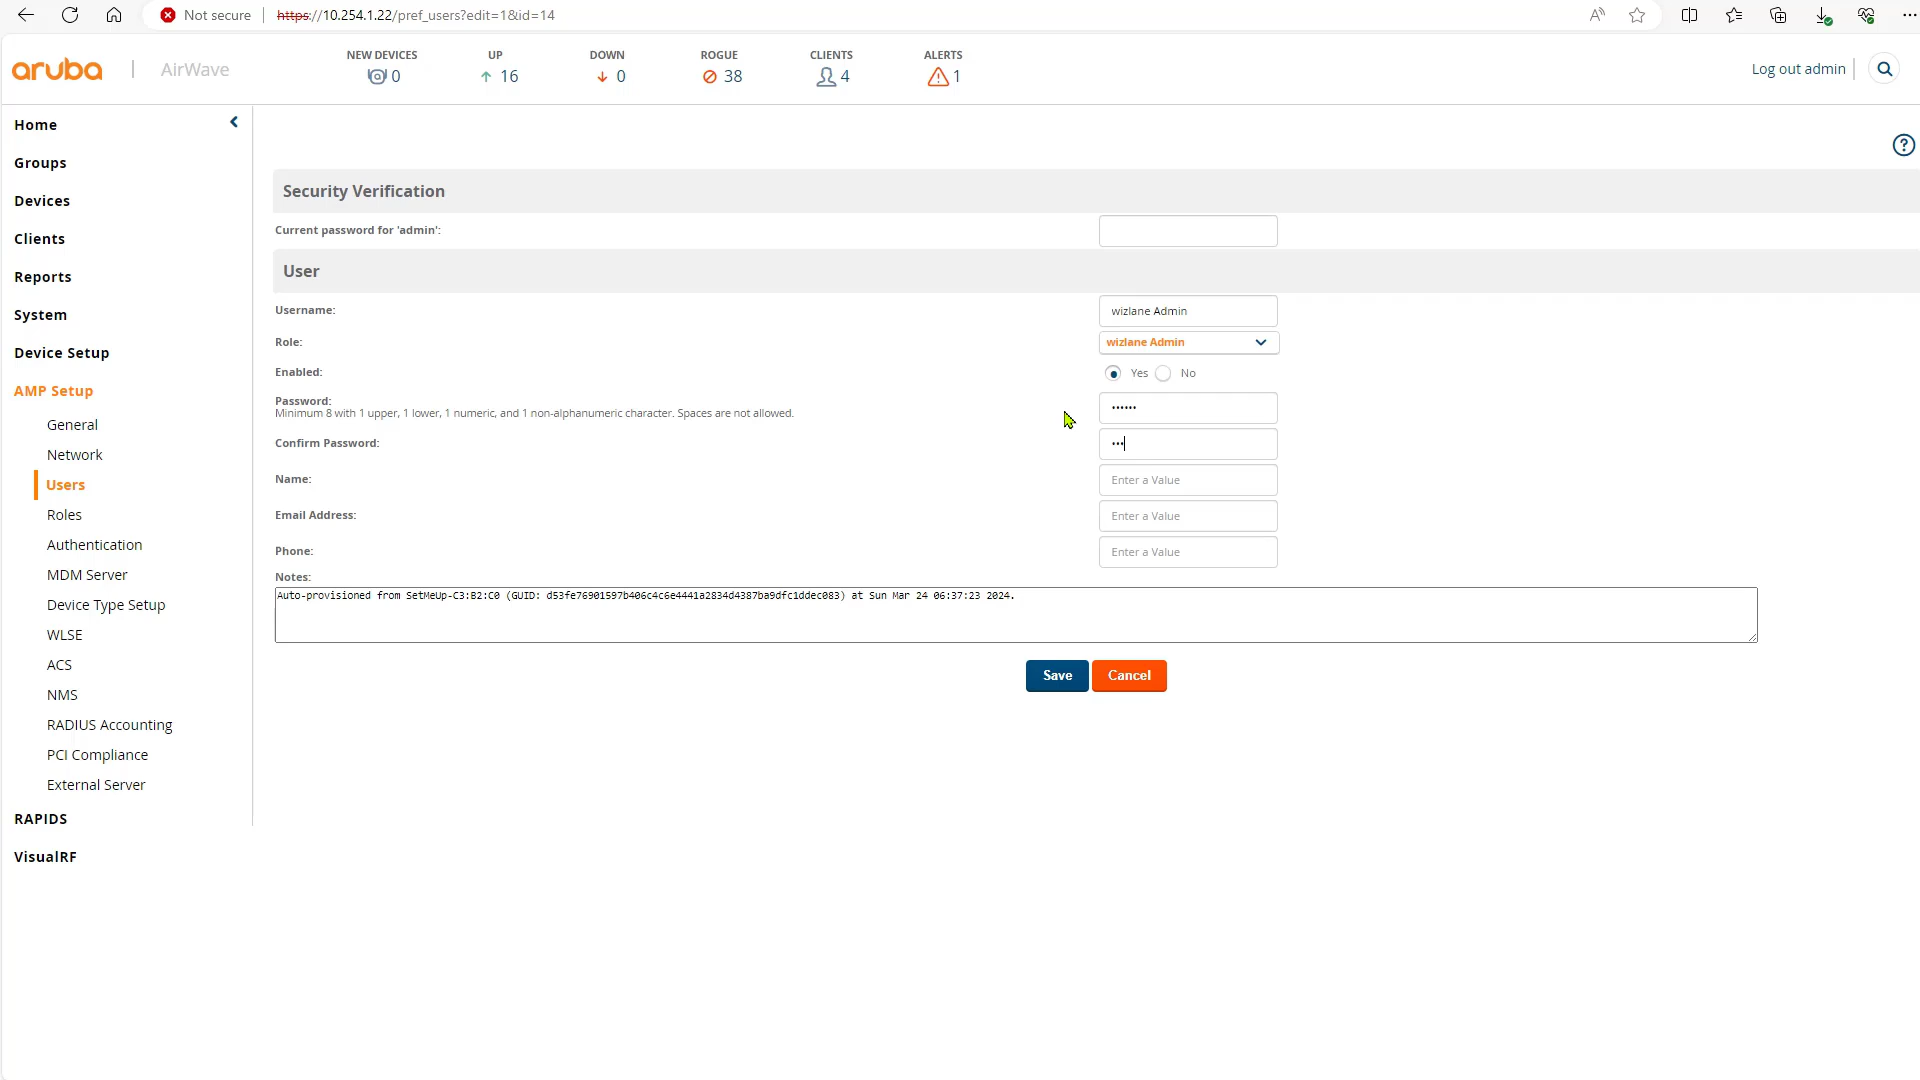 Not secure https://10.254.1.22/pref_users?edit=1&id=14
aruba | AirWave
NEW DEVICES UP DOWN ROGUE CLIENTS ALERTS
0 16 0 38 4 1
Log out admin
Home
Groups
Devices
Clients
Reports
System
Device Setup
AMP Setup
General
Network
Users
Roles
Authentication
MDM Server
Device Type Setup
WLSE
ACS
NMS
RADIUS Accounting
PCI Compliance
External Server
RAPIDS
VisualRF
Security Verification
Current password for 'admin':
User
Username: wizlane Admin
Role: wizlane Admin
Enabled: Yes No
Password: ••••••
Minimum 8 with 1 upper, 1 lower, 1 numeric, and 1 non-alphanumeric character. Spaces are not allowed.
Confirm Password: •••
Name: Enter a Value
Email Address: Enter a Value
Phone: Enter a Value
Notes:
Auto-provisioned from SetMeUp-C3:B2:C0 (GUID: d53fe76901597b406c4c6e4441a2834d4387ba9dfc1ddec083) at Sun Mar 24 06:37:23 2024.
Save Cancel